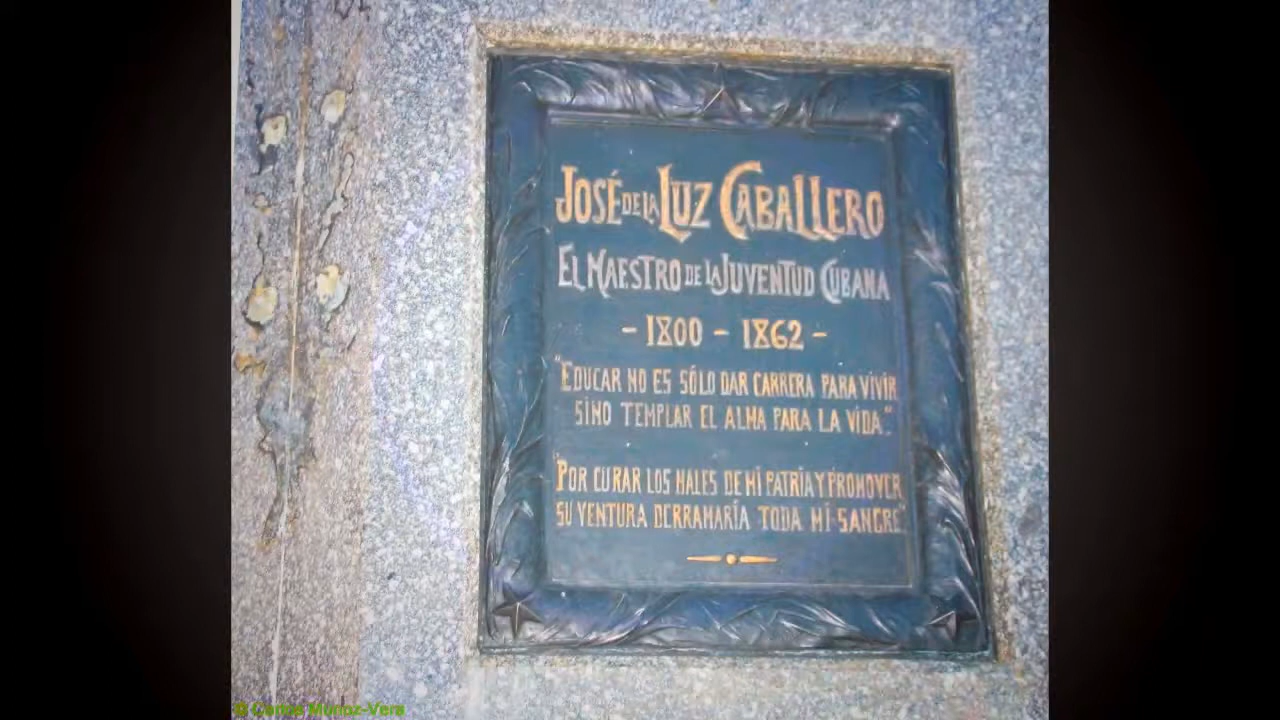 JOSÉ DE LA LUZ CABALLERO
EL MAESTRO DE LA JUVENTUD CUBANA
- 1800 - 1862 -
"EDUCAR NO ES SÓLO DAR CARRERA PARA VIVIR
SINO TEMPLAR EL ALMA PARA LA VIDA."
"POR CURAR LOS MALES DE MI PATRIA Y PROMOVER
SU VENTURA DERRAMARÍA TODA MI SANGRE"
© Carlos Munoz-Vera